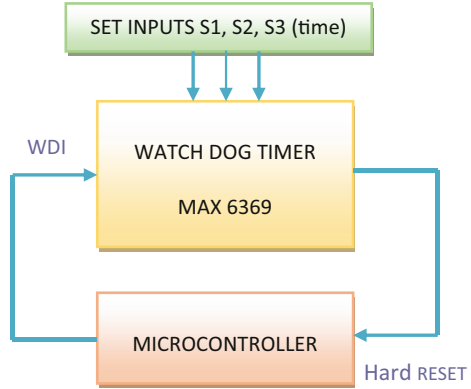 SET INPUTS S1, S2, S3 (time)
WDI
WATCH DOG TIMER
MAX 6369
MICROCONTROLLER
Hard RESET